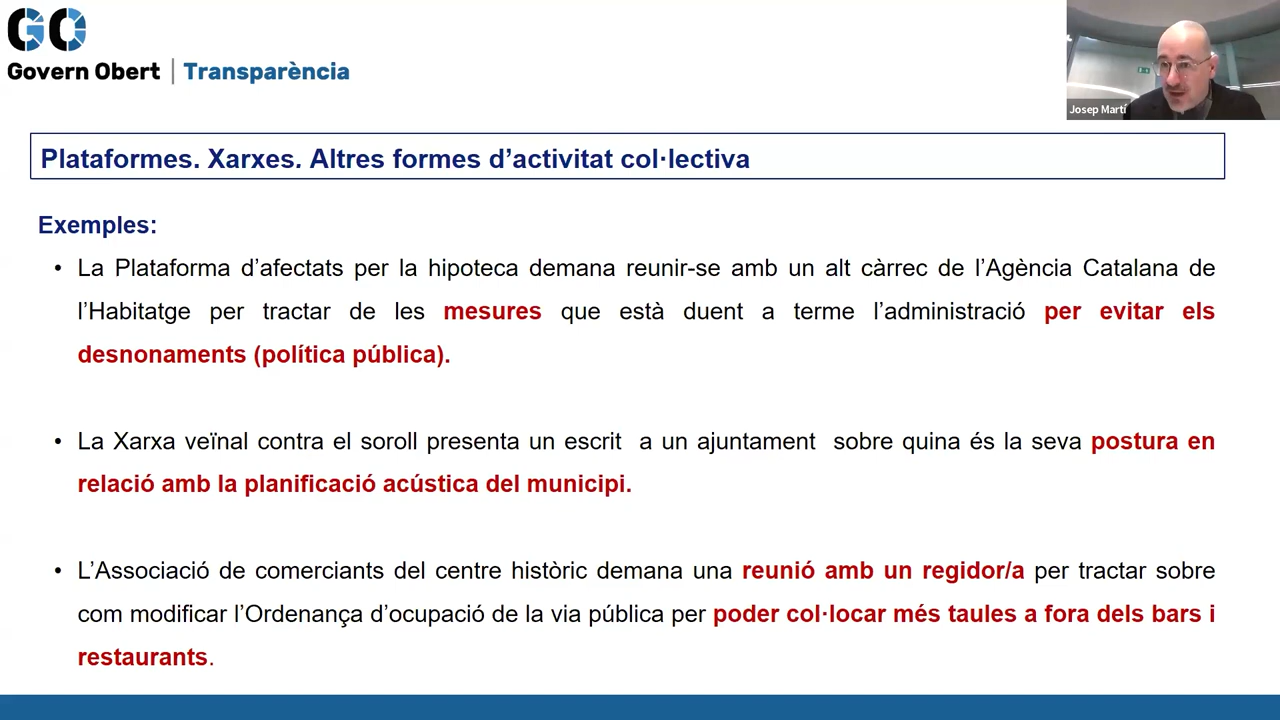 GO
Govern Obert | Transparència
Josep Martí
Plataformes. Xarxes. Altres formes d’activitat col·lectiva
Exemples:
• La Plataforma d’afectats per la hipoteca demana reunir-se amb un alt càrrec de l’Agència Catalana de
l’Habitatge per tractar de les mesures que està duent a terme l’administració per evitar els
desnonaments (política pública).
• La Xarxa veïnal contra el soroll presenta un escrit a un ajuntament sobre quina és la seva postura en
relació amb la planificació acústica del municipi.
• L’Associació de comerciants del centre històric demana una reunió amb un regidor/a per tractar sobre
com modificar l’Ordenança d’ocupació de la via pública per poder col·locar més taules a fora dels bars i
restaurants.